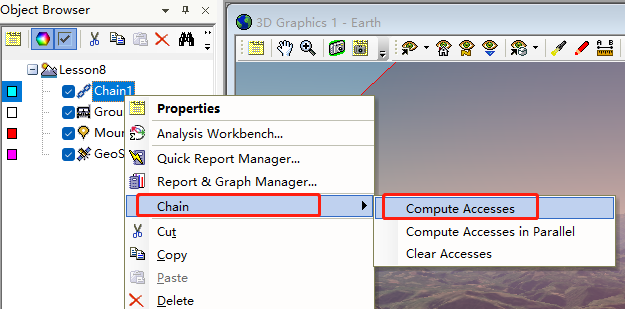 Object Browser
3D Graphics 1 - Earth
Lesson8
Chain1
Grou
Mour
GeoS
Properties
Analysis Workbench...
Quick Report Manager...
Report & Graph Manager...
Chain
Compute Accesses
Compute Accesses in Parallel
Clear Accesses
Cut
Copy
Paste
Delete